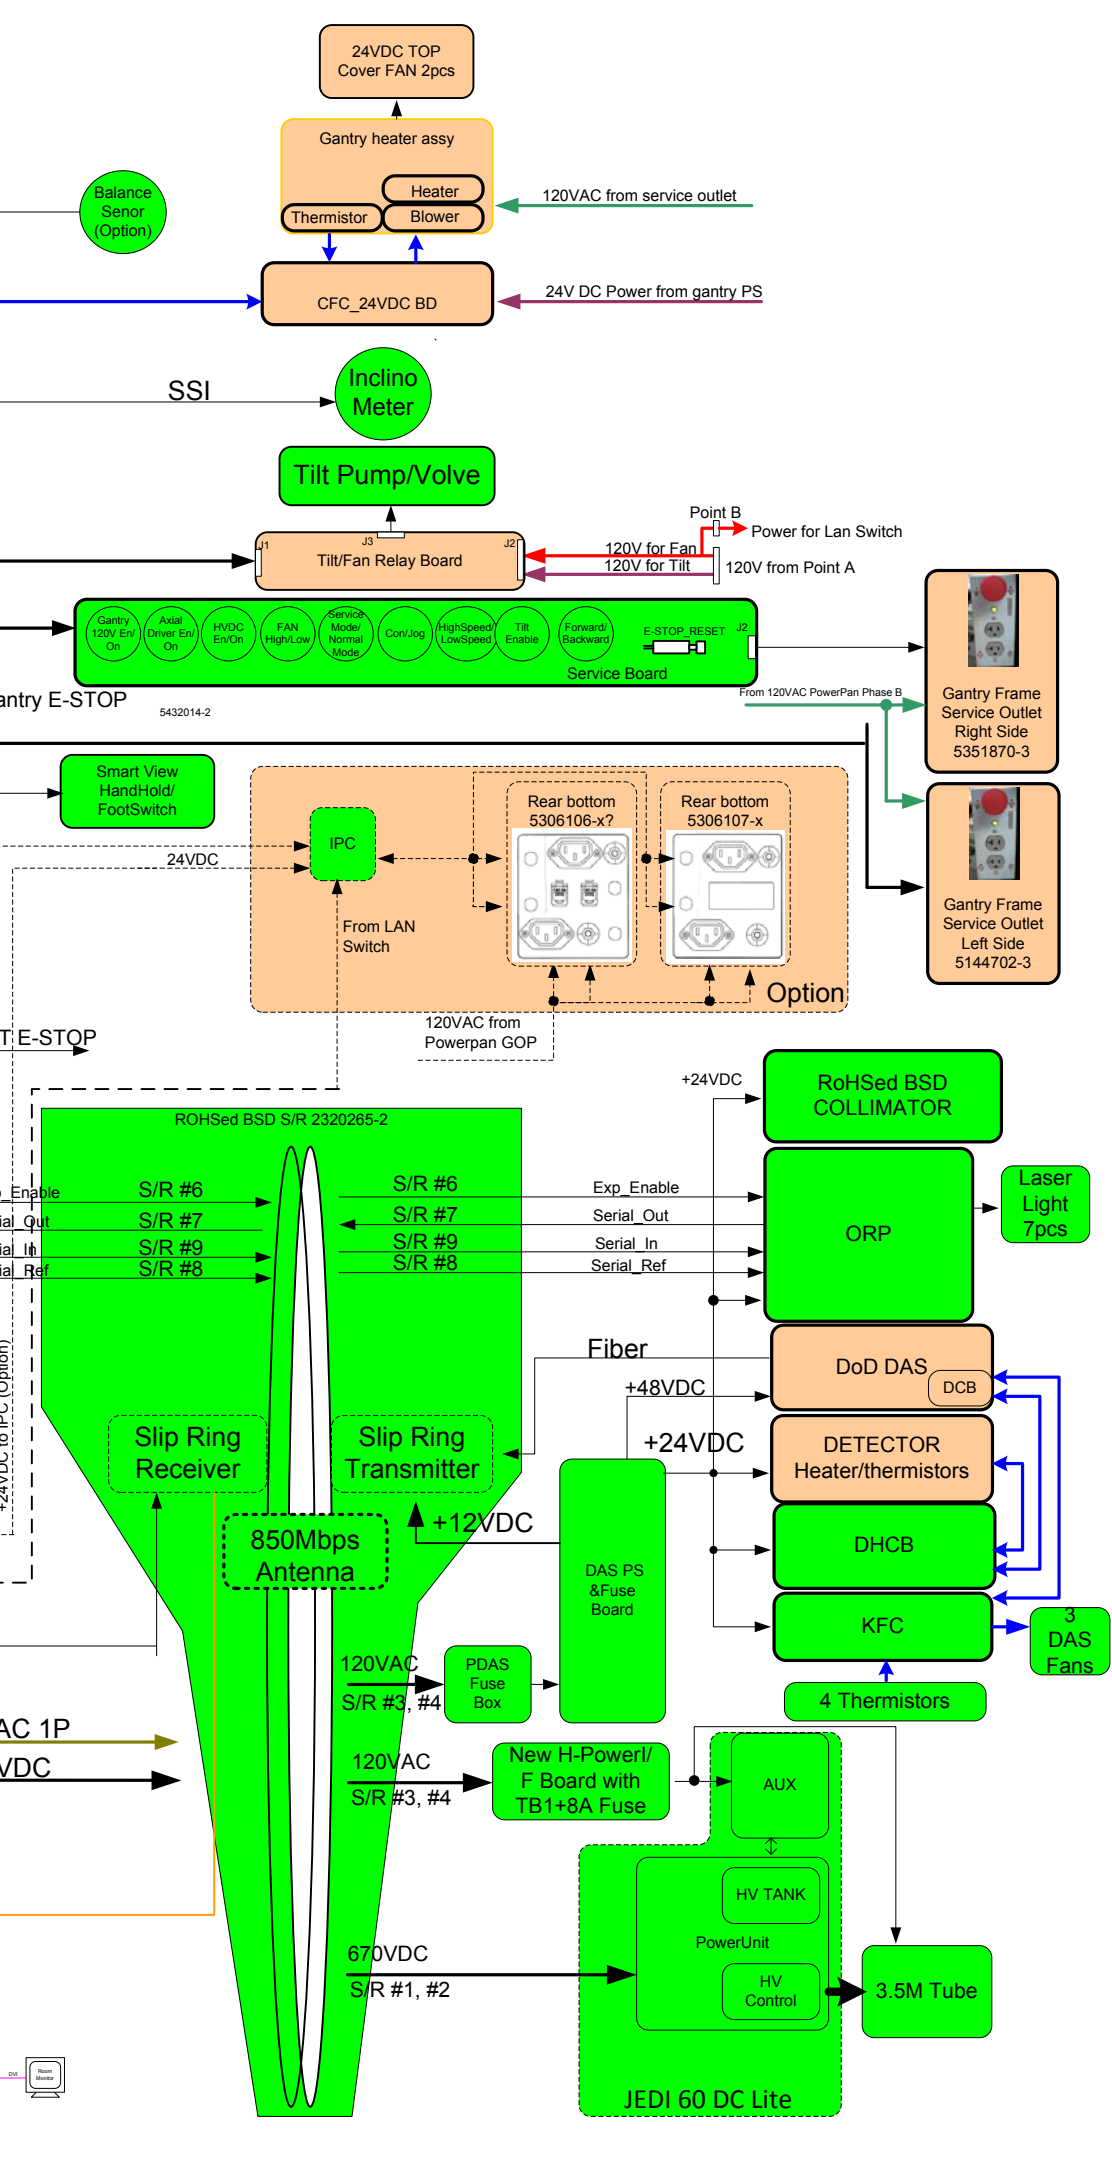 24VDC TOP
Cover FAN 2pcs
Gantry heater assy
Heater
Thermistor
Blower
120VAC from service outlet
Balance
Senor
(Option)
CFC_24VDC BD
24V DC Power from gantry PS
SSI
Inclino
Meter
Tilt Pump/Volve
Point B
Power for Lan Switch
J1
J3
J2
Tilt/Fan Relay Board
120V for Fan
120V for Tilt
120V from Point A
Gantry
120V En/
On
Axial
Driver En/
On
HVDC
En/On
FAN
High/Low
Service
Mode/
Normal
Mode
Con/Jog
HighSpeed/
LowSpeed
Tilt
Enable
Forward/
Backward
E-STOP_RESET
J2
Service Board
antry E-STOP
5432014-2
From 120VAC PowerPan Phase B
Gantry Frame
Service Outlet
Right Side
5351870-3
Smart View
HandHold/
FootSwitch
IPC
24VDC
From LAN
Switch
Rear bottom
5306106-x?
Rear bottom
5306107-x
Option
Gantry Frame
Service Outlet
Left Side
5144702-3
120VAC from
Powerpan GOP
T E-STOP
+24VDC
RoHSed BSD
COLLIMATOR
ROHSed BSD S/R 2320265-2
p_Enable
S/R #6
S/R #6
Exp_Enable
ial_Out
S/R #7
S/R #7
Serial_Out
ial_In
S/R #9
S/R #9
Serial_In
ial_Ref
S/R #8
S/R #8
Serial_Ref
ORP
Laser
Light
7pcs
+24VDC to IPC (Option)
Fiber
DoD DAS
DCB
+48VDC
+24VDC
DETECTOR
Heater/thermistors
Slip Ring
Receiver
Slip Ring
Transmitter
+12VDC
850Mbps
Antenna
DAS PS
&Fuse
Board
DHCB
KFC
3
DAS
Fans
4 Thermistors
120VAC
S/R #3, #4
PDAS
Fuse
Box
AC 1P
VDC
120VAC
S/R #3, #4
New H-PowerI/
F Board with
TB1+8A Fuse
AUX
HV TANK
PowerUnit
HV
Control
670VDC
S/R #1, #2
3.5M Tube
JEDI 60 DC Lite
DVI
Room
Monitor